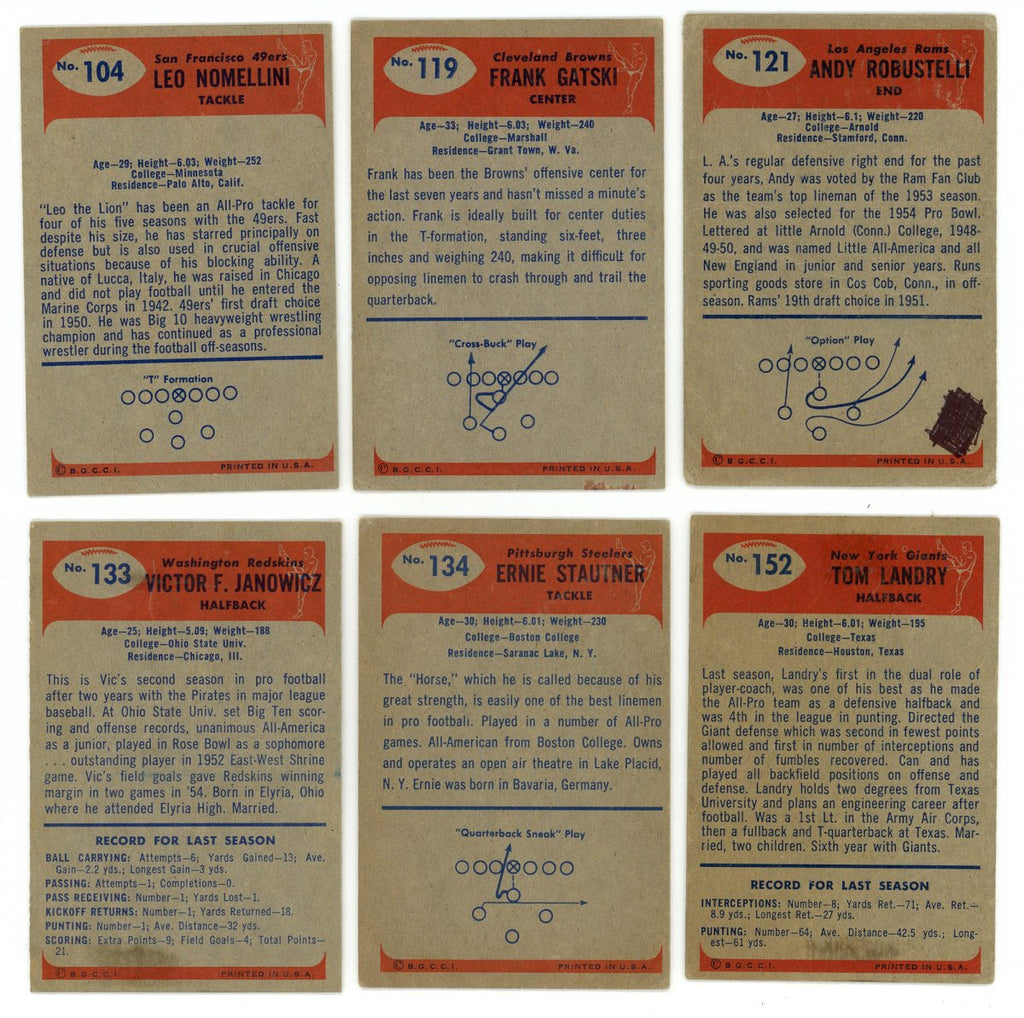 No. 104
San Francisco 49ers
LEO NOMELLINI
TACKLE
Age—29; Height—6.03; Weight—252
College—Minnesota
Residence—Palo Alto, Calif.
"Leo the Lion" has been an All-Pro tackle for
four of his five seasons with the 49ers. Fast
despite his size, he has starred principally on
defense but is also used in crucial offensive
situations because of his blocking ability. A
native of Lucca, Italy, he was raised in Chicago
and did not play football until he entered the
Marine Corps in 1942. 49ers' first draft choice
in 1950. He was Big 10 heavyweight wrestling
champion and has continued as a professional
wrestler during the football off-seasons.
"T" Formation
© B.G.C.C.I. PRINTED IN U.S.A.
No. 119
Cleveland Browns
FRANK GATSKI
CENTER
Age—33; Height—6.03; Weight—240
College—Marshall
Residence—Grant Town, W. Va.
Frank has been the Browns' offensive center for
the last seven years and hasn't missed a minute's
action. Frank is ideally built for center duties
in the T-formation, standing six-feet, three
inches and weighing 240, making it difficult for
opposing linemen to crash through and trail the
quarterback.
"Cross-Buck" Play
© B.G.C.C.I. PRINTED IN U.S.A.
No. 121
Los Angeles Rams
ANDY ROBUSTELLI
END
Age—27; Height—6.1; Weight—220
College—Arnold
Residence—Stamford, Conn.
L. A.'s regular defensive right end for the past
four years, Andy was voted by the Ram Fan Club
as the team's top lineman of the 1953 season.
He was also selected for the 1954 Pro Bowl.
Lettered at little Arnold (Conn.) College, 1948-
49-50, and was named Little All-America and all
New England in junior and senior years. Runs
sporting goods store in Cos Cob, Conn., in off-
season. Rams' 19th draft choice in 1951.
"Option" Play
© B.G.C.C.I. PRINTED IN U.S.A.
No. 133
Washington Redskins
VICTOR F. JANOWICZ
HALFBACK
Age—25; Height—5.09; Weight—188
College—Ohio State Univ.
Residence—Chicago, Ill.
This is Vic's second season in pro football
after two years with the Pirates in major league
baseball. At Ohio State Univ. set Big Ten scor-
ing and offense records, unanimous All-America
as a junior, played in Rose Bowl as a sophomore
. . . outstanding player in 1952 East-West Shrine
game. Vic's field goals gave Redskins winning
margin in two games in '54. Born in Elyria, Ohio
where he attended Elyria High. Married.
RECORD FOR LAST SEASON
BALL CARRYING: Attempts—6; Yards Gained—13; Ave.
Gain—2.2 yds.; Longest Gain—3 yds.
PASSING: Attempts—1; Completions—0.
PASS RECEIVING: Number—1; Yards Lost—1.
KICKOFF RETURNS: Number—1; Yards Returned—18.
PUNTING: Number—1; Ave. Distance—32 yds.
SCORING: Extra Points—9; Field Goals—4; Total Points—
21.
© B.G.C.C.I. PRINTED IN U.S.A.
No. 134
Pittsburgh Steelers
ERNIE STAUTNER
TACKLE
Age—30; Height—6.01; Weight—230
College—Boston College
Residence—Saranac Lake, N. Y.
The "Horse," which he is called because of his
great strength, is easily one of the best linemen
in pro football. Played in a number of All-Pro
games. All-American from Boston College. Owns
and operates an open air theatre in Lake Placid,
N. Y. Ernie was born in Bavaria, Germany.
"Quarterback Sneak" Play
© B.G.C.C.I. PRINTED IN U.S.A.
No. 152
New York Giants
TOM LANDRY
HALFBACK
Age—30; Height—6.01; Weight—195
College—Texas
Residence—Houston, Texas
Last season, Landry's first in the dual role of
player-coach, was one of his best as he made
the All-Pro team as a defensive halfback and
was 4th in the league in punting. Directed the
Giant defense which was second in fewest points
allowed and first in number of interceptions and
number of fumbles recovered. Can and has
played all backfield positions on offense and
defense. Landry holds two degrees from Texas
University and plans an engineering career after
football. Was a 1st Lt. in the Army Air Corps,
then a fullback and T-quarterback at Texas. Mar-
ried, two children. Sixth year with Giants.
RECORD FOR LAST SEASON
INTERCEPTIONS: Number—8; Yards Ret.—71; Ave. Ret.—
8.9 yds.; Longest Ret.—27 yds.
PUNTING: Number—64; Ave. Distance—42.5 yds.; Long-
est—61 yds.
© B.G.C.C.I. PRINTED IN U.S.A.